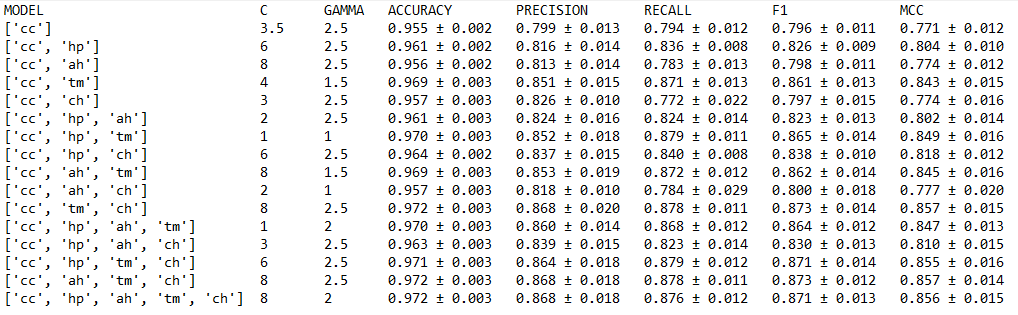 MODEL C GAMMA ACCURACY PRECISION RECALL F1 MCC
['cc'] 3.5 2.5 0.955 ± 0.002 0.799 ± 0.013 0.794 ± 0.012 0.796 ± 0.011 0.771 ± 0.012
['cc', 'hp'] 6 2.5 0.961 ± 0.002 0.816 ± 0.014 0.836 ± 0.008 0.826 ± 0.009 0.804 ± 0.010
['cc', 'ah'] 8 2.5 0.956 ± 0.002 0.813 ± 0.014 0.783 ± 0.013 0.798 ± 0.011 0.774 ± 0.012
['cc', 'tm'] 4 1.5 0.969 ± 0.003 0.851 ± 0.015 0.871 ± 0.013 0.861 ± 0.013 0.843 ± 0.015
['cc', 'ch'] 3 2.5 0.957 ± 0.003 0.826 ± 0.010 0.772 ± 0.022 0.797 ± 0.015 0.774 ± 0.016
['cc', 'hp', 'ah'] 2 2.5 0.961 ± 0.003 0.824 ± 0.016 0.824 ± 0.014 0.823 ± 0.013 0.802 ± 0.014
['cc', 'hp', 'tm'] 1 1 0.970 ± 0.003 0.852 ± 0.018 0.879 ± 0.011 0.865 ± 0.014 0.849 ± 0.016
['cc', 'hp', 'ch'] 6 2.5 0.964 ± 0.002 0.837 ± 0.015 0.840 ± 0.008 0.838 ± 0.010 0.818 ± 0.012
['cc', 'ah', 'tm'] 8 1.5 0.969 ± 0.003 0.853 ± 0.019 0.872 ± 0.012 0.862 ± 0.014 0.845 ± 0.016
['cc', 'ah', 'ch'] 2 1 0.957 ± 0.003 0.818 ± 0.010 0.784 ± 0.029 0.800 ± 0.018 0.777 ± 0.020
['cc', 'tm', 'ch'] 8 2.5 0.972 ± 0.003 0.868 ± 0.020 0.878 ± 0.011 0.873 ± 0.014 0.857 ± 0.015
['cc', 'hp', 'ah', 'tm'] 1 2 0.970 ± 0.003 0.860 ± 0.014 0.868 ± 0.012 0.864 ± 0.012 0.847 ± 0.013
['cc', 'hp', 'ah', 'ch'] 3 2.5 0.963 ± 0.003 0.839 ± 0.015 0.823 ± 0.014 0.830 ± 0.013 0.810 ± 0.015
['cc', 'hp', 'tm', 'ch'] 6 2.5 0.971 ± 0.003 0.864 ± 0.018 0.879 ± 0.012 0.871 ± 0.014 0.855 ± 0.016
['cc', 'ah', 'tm', 'ch'] 8 2.5 0.972 ± 0.003 0.868 ± 0.018 0.878 ± 0.011 0.873 ± 0.012 0.857 ± 0.014
['cc', 'hp', 'ah', 'tm', 'ch'] 8 2 0.972 ± 0.003 0.868 ± 0.018 0.876 ± 0.012 0.871 ± 0.013 0.856 ± 0.015